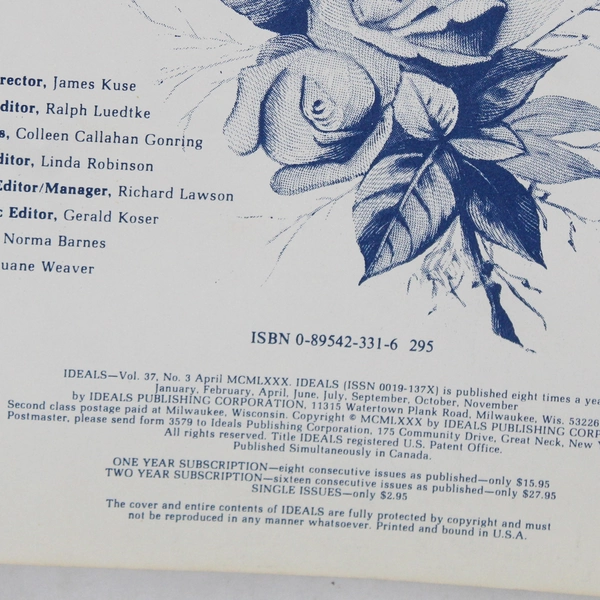 rector, James Kuse
ditor, Ralph Luedtke
s, Colleen Callahan Gonring
ditor, Linda Robinson
Editor/Manager, Richard Lawson
c Editor, Gerald Koser
Norma Barnes
uane Weaver
ISBN 0-89542-331-6 295
IDEALS—Vol. 37, No. 3 April MCMLXXX. IDEALS (ISSN 0019-137X) is published eight times a yea
January, February, April, June, July, September, October, November
by IDEALS PUBLISHING CORPORATION, 11315 Watertown Plank Road, Milwaukee, Wis. 53226
Second class postage paid at Milwaukee, Wisconsin. Copyright © MCMLXXX by IDEALS PUBLISHING CORP
Postmaster, please send form 3579 to Ideals Publishing Corporation, 175 Community Drive, Great Neck, New Y
All rights reserved. Title IDEALS registered U.S. Patent Office.
Published Simultaneously in Canada.
ONE YEAR SUBSCRIPTION—eight consecutive issues as published—only $15.95
TWO YEAR SUBSCRIPTION—sixteen consecutive issues as published—only $27.95
SINGLE ISSUES—only $2.95
The cover and entire contents of IDEALS are fully protected by copyright and must
not be reproduced in any manner whatsoever. Printed and bound in U.S.A.